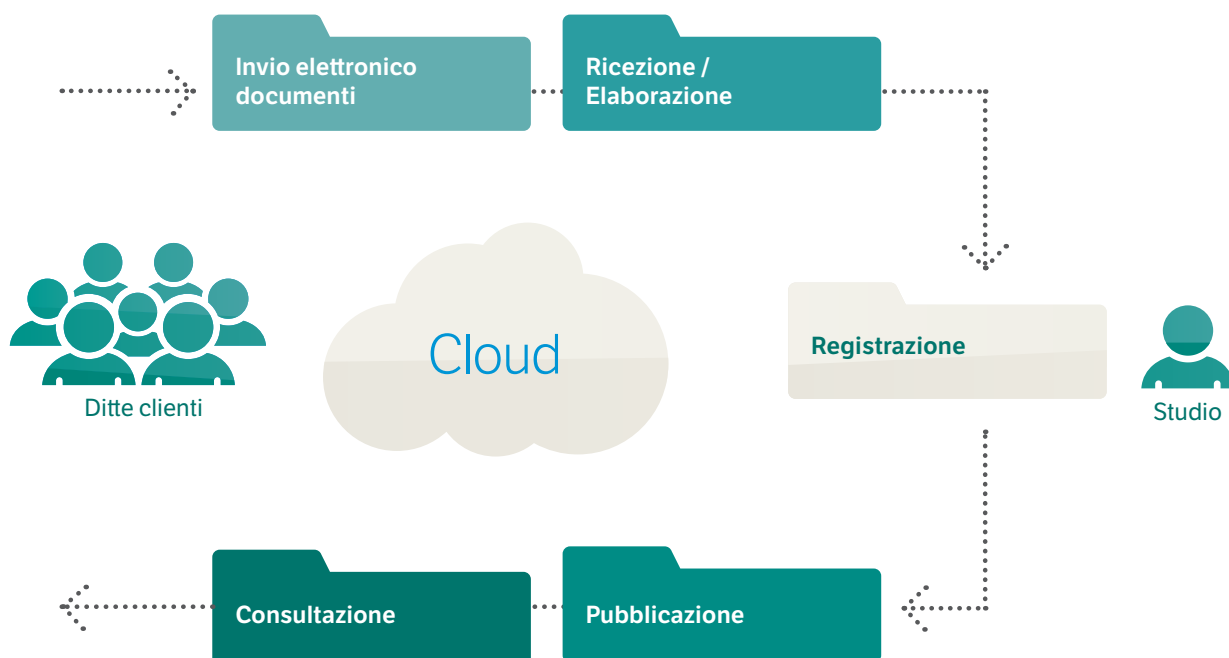 Invio elettronico
documenti
Ricezione /
Elaborazione
Cloud
Registrazione
Ditte clienti
Studio
Consultazione
Pubblicazione